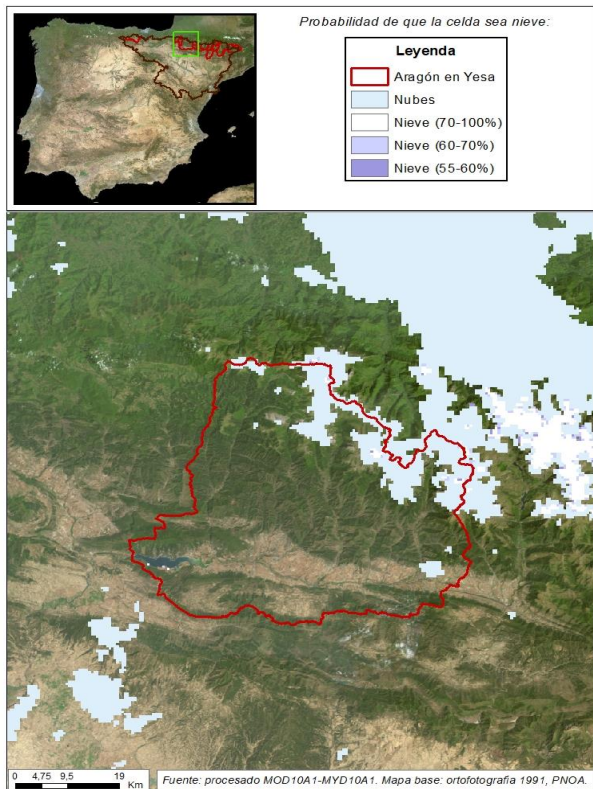 Probabilidad de que la celda sea nieve:
Leyenda
Aragón en Yesa
Nubes
Nieve (70-100%)
Nieve (60-70%)
Nieve (55-60%)
0 4,75 9,5 19
Km
Fuente: procesado MOD10A1-MYD10A1. Mapa base: ortofotografia 1991, PNOA.